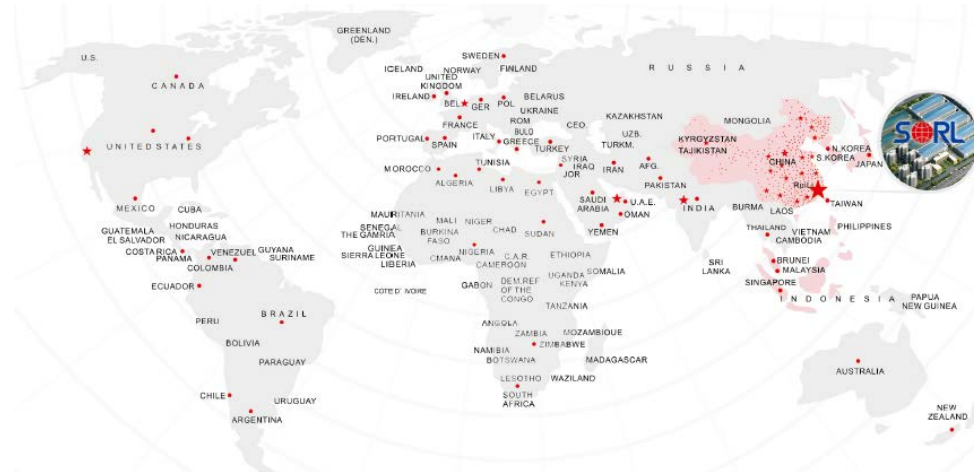 GREENLAND
(DEN.)
U.S.
SWEDEN
ICELAND
NORWAY
FINLAND
R U S S I A
CANADA
UNITED
KINGDOM
IRELAND
BEL
GER
POL
BELARUS
UKRAINE
FRANCE
ROM
CEO.
KAZAKHSTAN
MONGOLIA
UNITED STATES
PORTUGAL
SPAIN
ITALY
BULG
GREECE
TURKEY
UZB.
TURKM.
KYRGYZSTAN
TAJIKISTAN
CHINA
N.KOREA
S.KOREA
JAPAN
SORL
MOROCCO
TUNISIA
SYRIA
IRAQ
JOR
IRAN
AFG.
ALGERIA
LIBYA
EGYPT
PAKISTAN
RUILI
MEXICO
CUBA
SAUDI
ARABIA
U.A.E.
OMAN
INDIA
BURMA
LAOS
TAIWAN
HONDURAS
GUATEMALA
EL SALVADOR
NICARAGUA
MAURITANIA
MALI
NIGER
CHAD
SUDAN
YEMEN
THAILAND
VIETNAM
CAMBODIA
PHILIPPINES
SENEGAL
THE GAMRIA
BURKINA
FASO
COSTARICA
PANAMA
VENEZUEL
GUYANA
SURINAME
COLOMBIA
GUINEA
SIERRA LEONE
LIBERIA
GMANA
NIGERIA
C.A.R.
CAMEROON
ETHIOPIA
SOMALIA
SRI
LANKA
BRUNEI
MALAYSIA
SINGAPORE
ECUADOR
COTE D' IVOIRE
GABON
DEM.REF
OF THE
CONGO
UGANDA
KENYA
TANZANIA
I N D O N E S I A
PAPUA
NEW GUINEA
PERU
BRAZIL
ANGOLA
ZAMBIA
MOZAMBIQUE
ZIMBABWE
BOLIVIA
NAMIBIA
BOTSWANA
MADAGASCAR
PARAGUAY
LESOTHO
WAZILAND
AUSTRALIA
CHILE
URUGUAY
SOUTH
AFRICA
ARGENTINA
NEW
ZEALAND